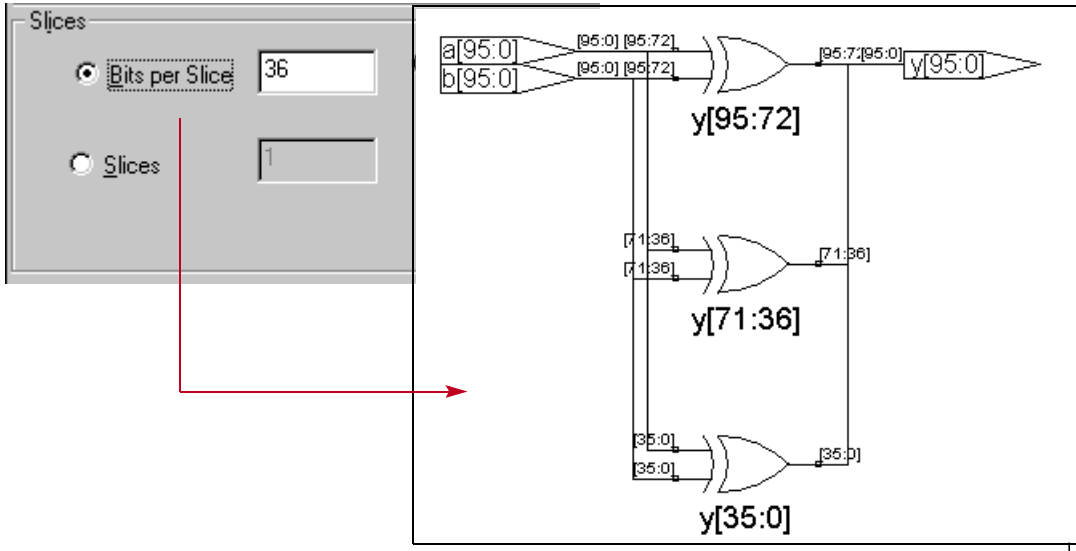 Slices
Bits per Slice 36
Slices 1
a[95:0]
b[95:0]
[95:0] [95:72]
[95:0] [95:72]
[95:72] [95:0]
y[95:0]
y[95:72]
[71:36]
[71:36]
[71:36]
y[71:36]
[35:0]
[35:0]
[35:0]
y[35:0]